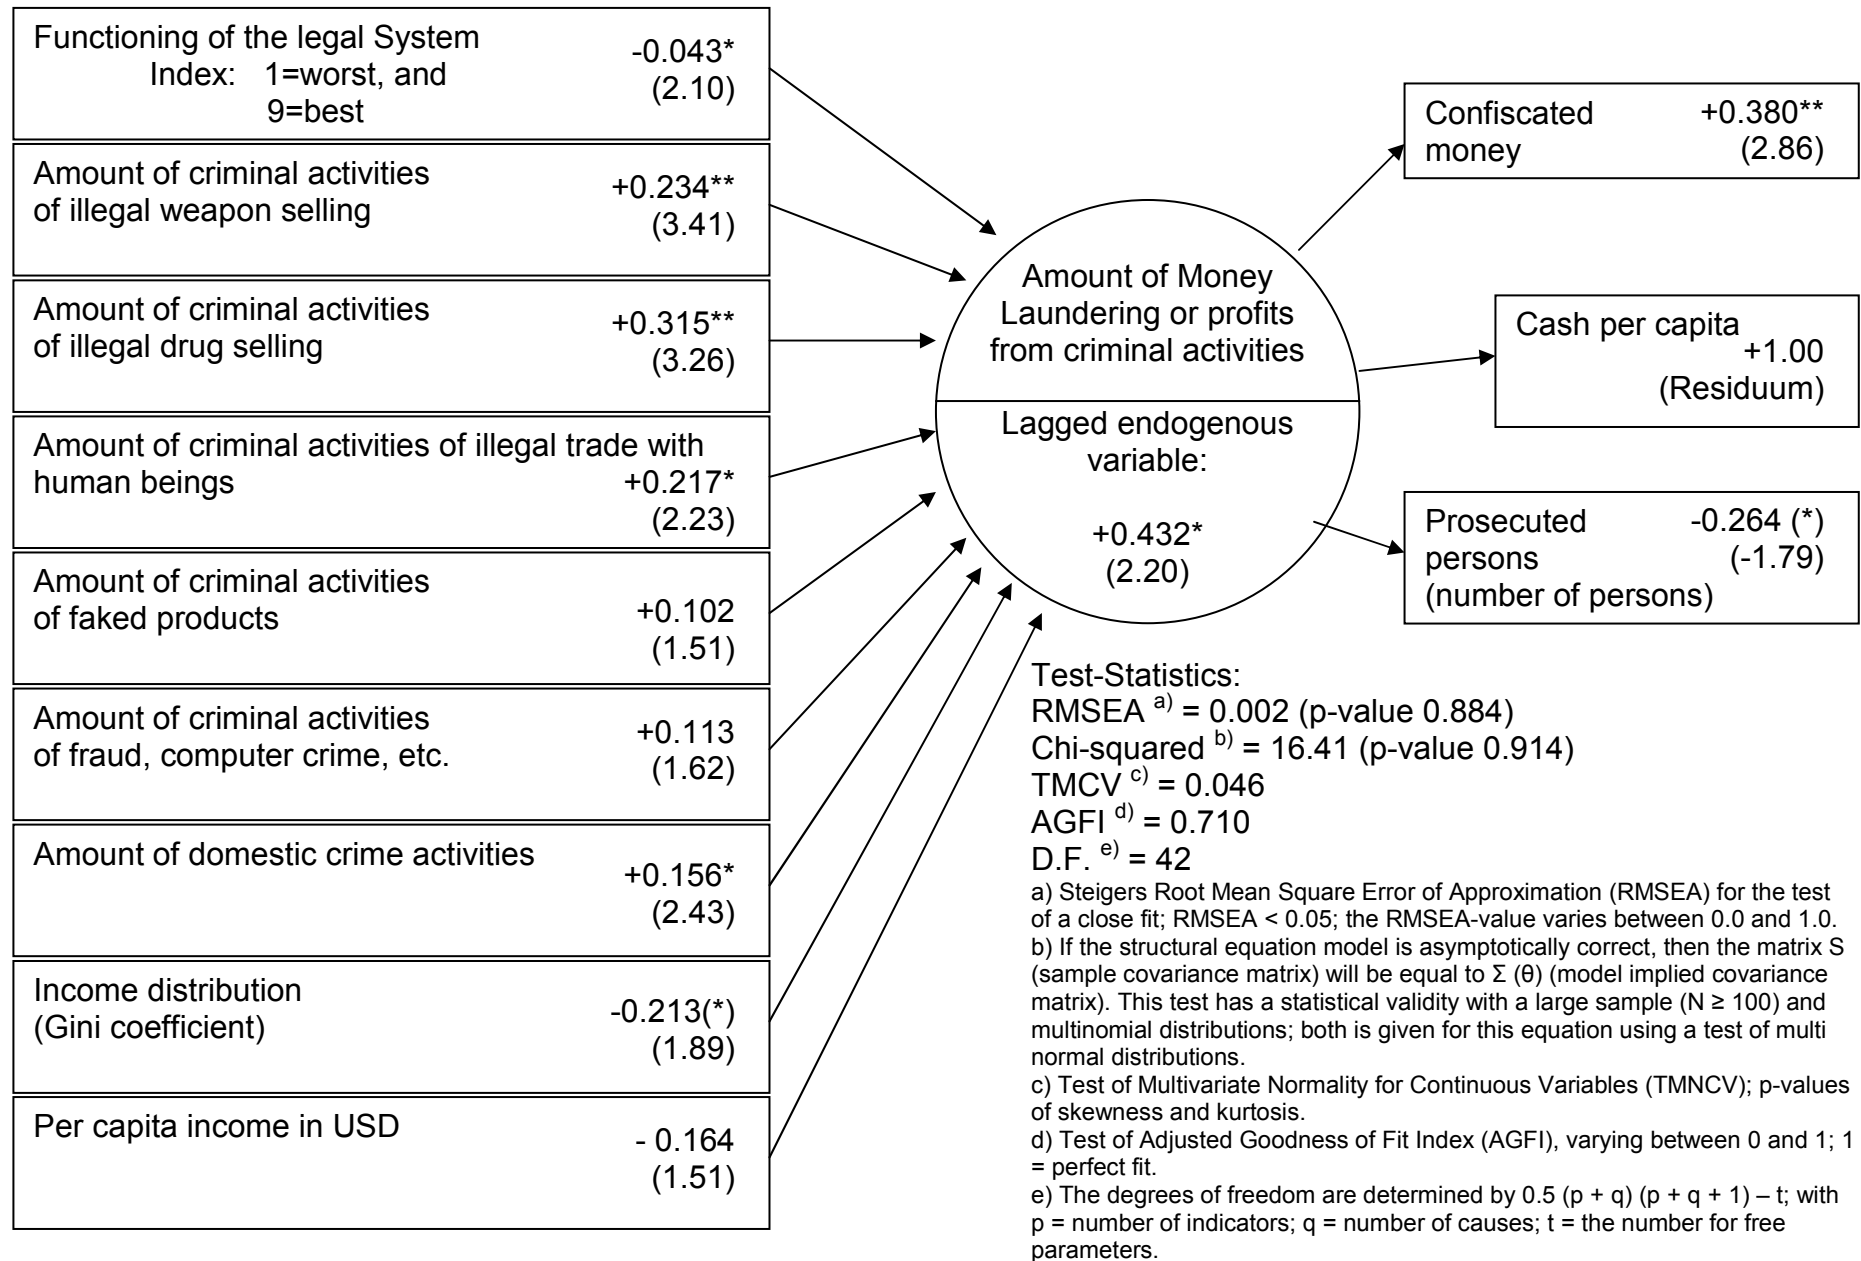 Functioning of the legal System
Index: 1=worst, and
9=best
-0.043*
(2.10)
Amount of criminal activities
of illegal weapon selling
+0.234**
(3.41)
Amount of criminal activities
of illegal drug selling
+0.315**
(3.26)
Amount of criminal activities of illegal trade with
human beings
+0.217*
(2.23)
Amount of criminal activities
of faked products
+0.102
(1.51)
Amount of criminal activities
of fraud, computer crime, etc.
+0.113
(1.62)
Amount of domestic crime activities
+0.156*
(2.43)
Income distribution
(Gini coefficient)
-0.213(*)
(1.89)
Per capita income in USD
- 0.164
(1.51)
Amount of Money
Laundering or profits
from criminal activities
Lagged endogenous
variable:
+0.432*
(2.20)
Confiscated
money
+0.380**
(2.86)
Cash per capita
+1.00
(Residuum)
Prosecuted
persons
(number of persons)
-0.264 (*)
(-1.79)
Test-Statistics:
RMSEA a) = 0.002 (p-value 0.884)
Chi-squared b) = 16.41 (p-value 0.914)
TMCV c) = 0.046
AGFI d) = 0.710
D.F. e) = 42
a) Steigers Root Mean Square Error of Approximation (RMSEA) for the test
of a close fit; RMSEA < 0.05; the RMSEA-value varies between 0.0 and 1.0.
b) If the structural equation model is asymptotically correct, then the matrix S
(sample covariance matrix) will be equal to Σ (θ) (model implied covariance
matrix). This test has a statistical validity with a large sample (N ≥ 100) and
multinomial distributions; both is given for this equation using a test of multi
normal distributions.
c) Test of Multivariate Normality for Continuous Variables (TMNCV); p-values
of skewness and kurtosis.
d) Test of Adjusted Goodness of Fit Index (AGFI), varying between 0 and 1; 1
= perfect fit.
e) The degrees of freedom are determined by 0.5 (p + q) (p + q + 1) – t; with
p = number of indicators; q = number of causes; t = the number for free
parameters.